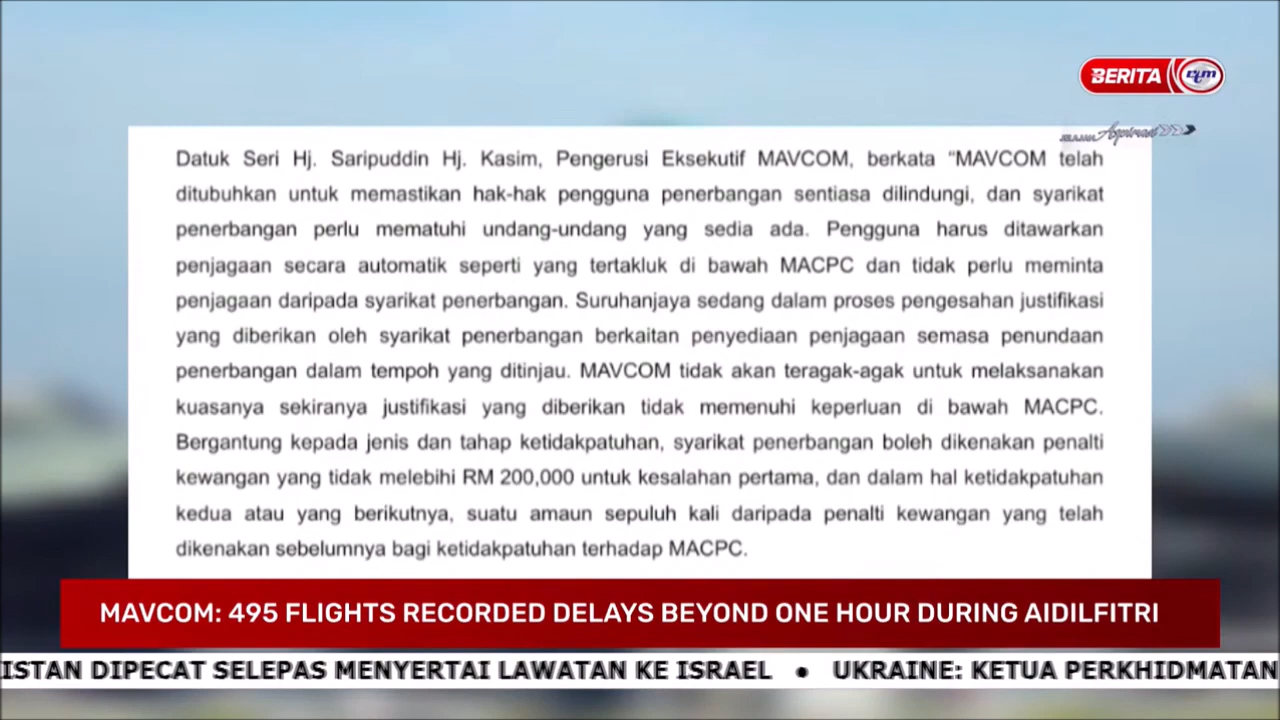 BERITA rtm
Aspirasi
Datuk Seri Hj. Saripuddin Hj. Kasim, Pengerusi Eksekutif MAVCOM, berkata “MAVCOM telah
ditubuhkan untuk memastikan hak-hak pengguna penerbangan sentiasa dilindungi, dan syarikat
penerbangan perlu mematuhi undang-undang yang sedia ada. Pengguna harus ditawarkan
penjagaan secara automatik seperti yang tertakluk di bawah MACPC dan tidak perlu meminta
penjagaan daripada syarikat penerbangan. Suruhanjaya sedang dalam proses pengesahan justifikasi
yang diberikan oleh syarikat penerbangan berkaitan penyediaan penjagaan semasa penundaan
penerbangan dalam tempoh yang ditinjau. MAVCOM tidak akan teragak-agak untuk melaksanakan
kuasanya sekiranya justifikasi yang diberikan tidak memenuhi keperluan di bawah MACPC.
Bergantung kepada jenis dan tahap ketidakpatuhan, syarikat penerbangan boleh dikenakan penalti
kewangan yang tidak melebihi RM 200,000 untuk kesalahan pertama, dan dalam hal ketidakpatuhan
kedua atau yang berikutnya, suatu amaun sepuluh kali daripada penalti kewangan yang telah
dikenakan sebelumnya bagi ketidakpatuhan terhadap MACPC.
MAVCOM: 495 FLIGHTS RECORDED DELAYS BEYOND ONE HOUR DURING AIDILFITRI
ISTAN DIPECAT SELEPAS MENYERTAI LAWATAN KE ISRAEL • UKRAINE: KETUA PERKHIDMATAN